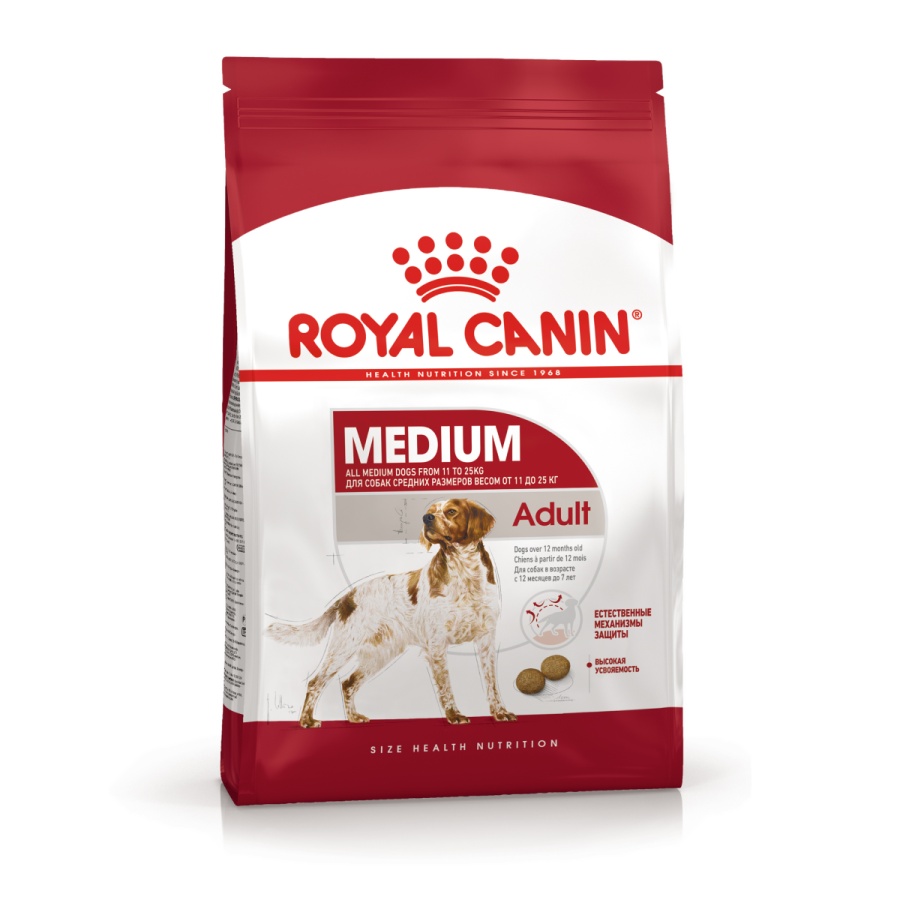 ROYAL CANIN®
HEALTH NUTRITION SINCE 1968
MEDIUM
ALL MEDIUM DOGS FROM 11 TO 25KG
ДЛЯ СОБАК СРЕДНИХ РАЗМЕРОВ ВЕСОМ ОТ 11 ДО 25 КГ
Adult
Dogs over 12 months old
Chiens à partir de 12 mois
Для собак в возрасте
с 12 месяцев до 7 лет
ЕСТЕСТВЕННЫЕ
МЕХАНИЗМЫ
ЗАЩИТЫ
ВЫСОКАЯ
УСВОЯЕМОСТЬ
SIZE HEALTH NUTRITION